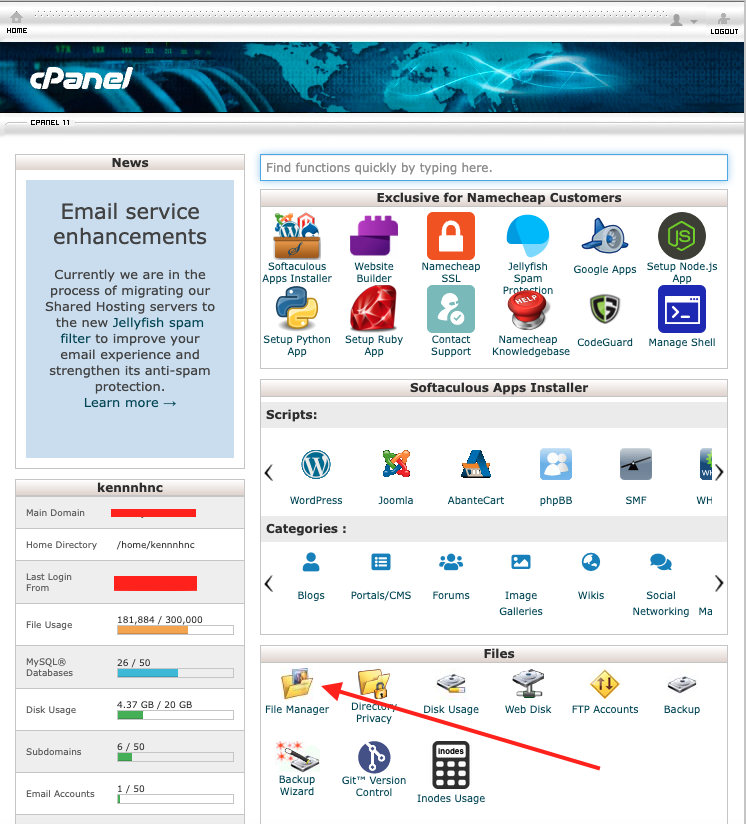 HOME
LOGOUT
17X 18X
cPanel
CPANEL 11
News
Email service
enhancements
Currently we are in the
process of migrating our
Shared Hosting servers to
the new Jellyfish spam
filter to improve your
email experience and
strengthen its anti-spam
protection.
Learn more →
kennnhnc
Main Domain
Home Directory /home/kennnhnc
Last Login
From
File Usage 181,884 / 300,000
MySQL® 26 / 50
Databases
Disk Usage 4.37 GB / 20 GB
Subdomains 6 / 50
Email Accounts 1 / 50
Find functions quickly by typing here.
Exclusive for Namecheap Customers
Softaculous
Apps Installer
Website
Builder
Namecheap
SSL
Jellyfish
Spam
Protection
Google Apps
Setup Node.js
App
Setup Python
App
Setup Ruby
App
Contact
Support
HELP
Namecheap
Knowledgebase
CodeGuard
Manage Shell
Softaculous Apps Installer
Scripts:
WordPress
Joomla
AbanteCart
phpBB
SMF
WH
WH
Categories :
Blogs
Portals/CMS
Forums
Image
Galleries
Wikis
Social
Networking
Ma
Files
File Manager
Directory
Privacy
Disk Usage
Web Disk
FTP Accounts
Backup
Backup
Wizard
Git™ Version
Control
inodes
Inodes Usage